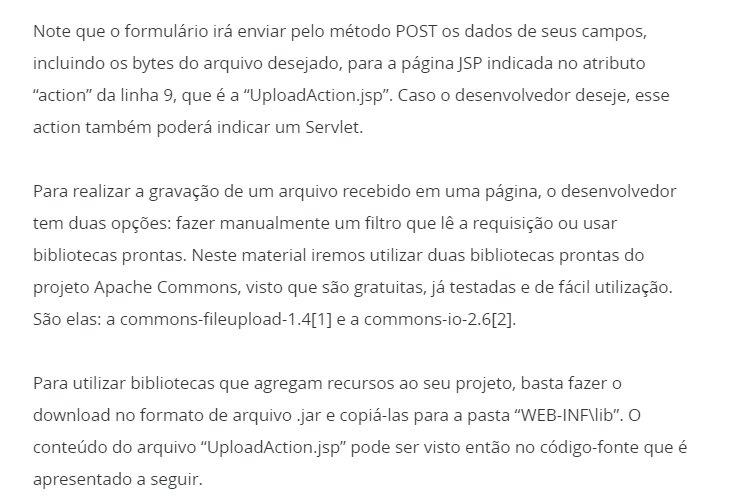 Note que o formulário irá enviar pelo método POST os dados de seus campos,
incluindo os bytes do arquivo desejado, para a página JSP indicada no atributo
“action” da linha 9, que é a “UploadAction.jsp”. Caso o desenvolvedor deseje, esse
action também poderá indicar um Servlet.
Para realizar a gravação de um arquivo recebido em uma página, o desenvolvedor
tem duas opções: fazer manualmente um filtro que lê a requisição ou usar
bibliotecas prontas. Neste material iremos utilizar duas bibliotecas prontas do
projeto Apache Commons, visto que são gratuitas, já testadas e de fácil utilização.
São elas: a commons-fileupload-1.4[1] e a commons-io-2.6[2].
Para utilizar bibliotecas que agregam recursos ao seu projeto, basta fazer o
download no formato de arquivo .jar e copiá-las para a pasta “WEB-INF\lib”. O
conteúdo do arquivo “UploadAction.jsp” pode ser visto então no código-fonte que é
apresentado a seguir.